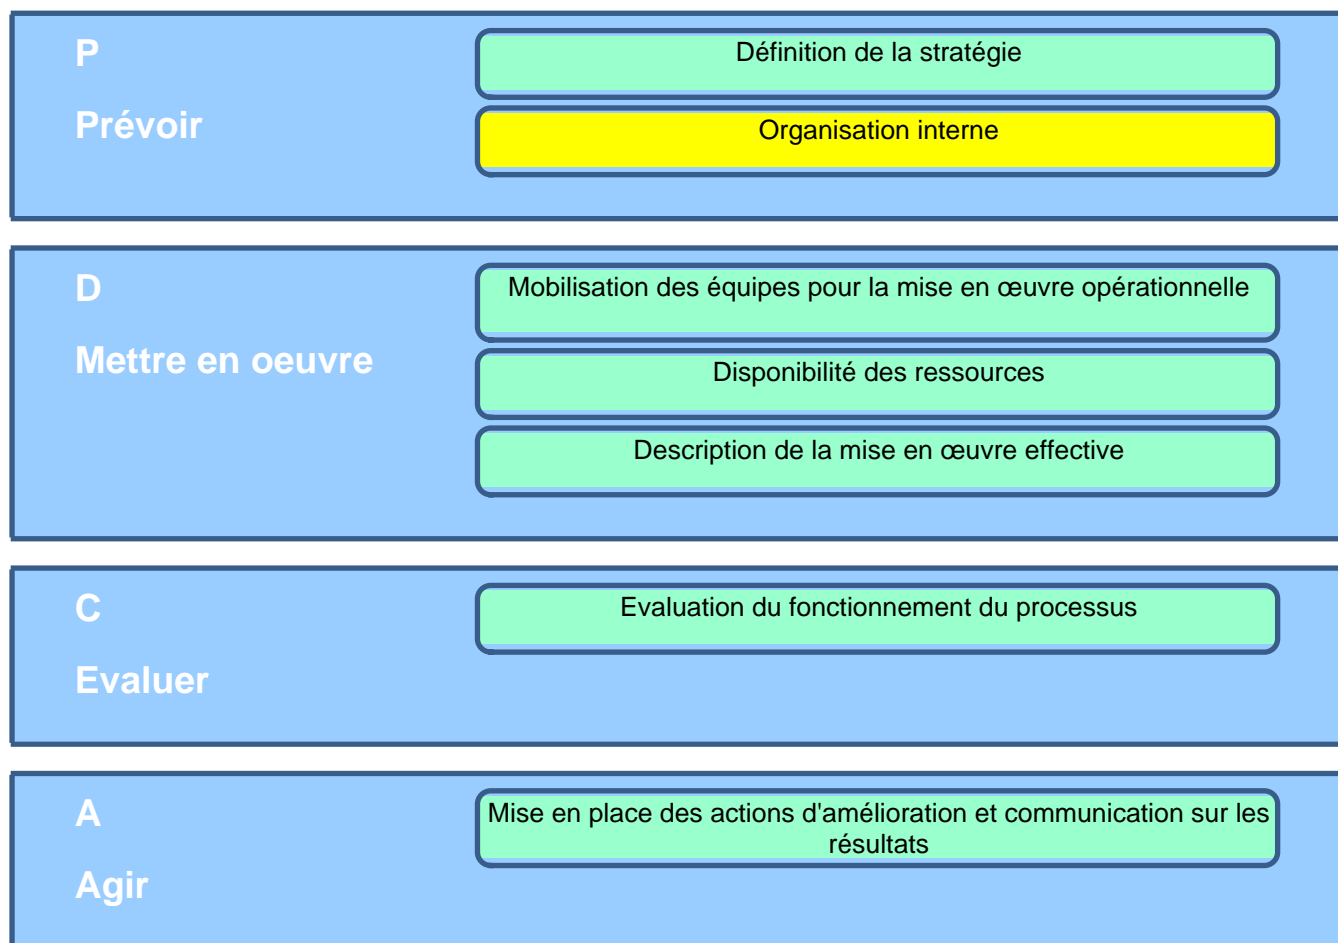 P
Prévoir
Définition de la stratégie
Organisation interne
D
Mettre en oeuvre
Mobilisation des équipes pour la mise en œuvre opérationnelle
Disponibilité des ressources
Description de la mise en œuvre effective
C
Evaluer
Evaluation du fonctionnement du processus
A
Agir
Mise en place des actions d'amélioration et communication sur les
résultats